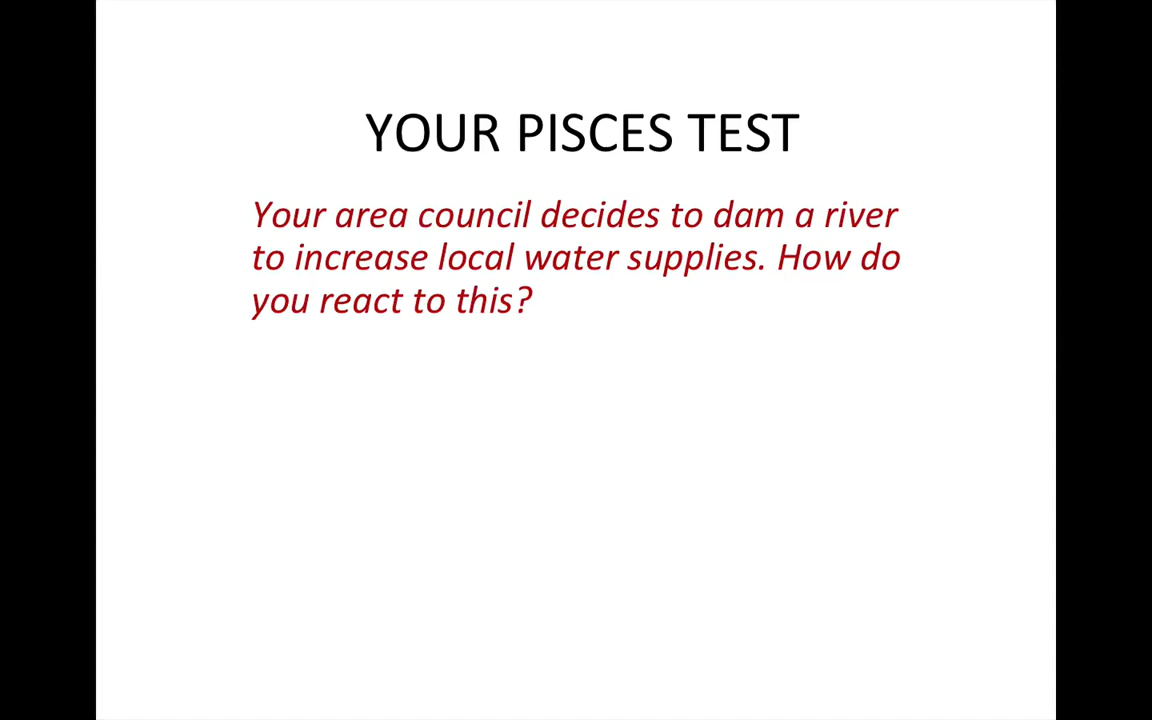 YOUR PISCES TEST
Your area council decides to dam a river
to increase local water supplies. How do
you react to this?